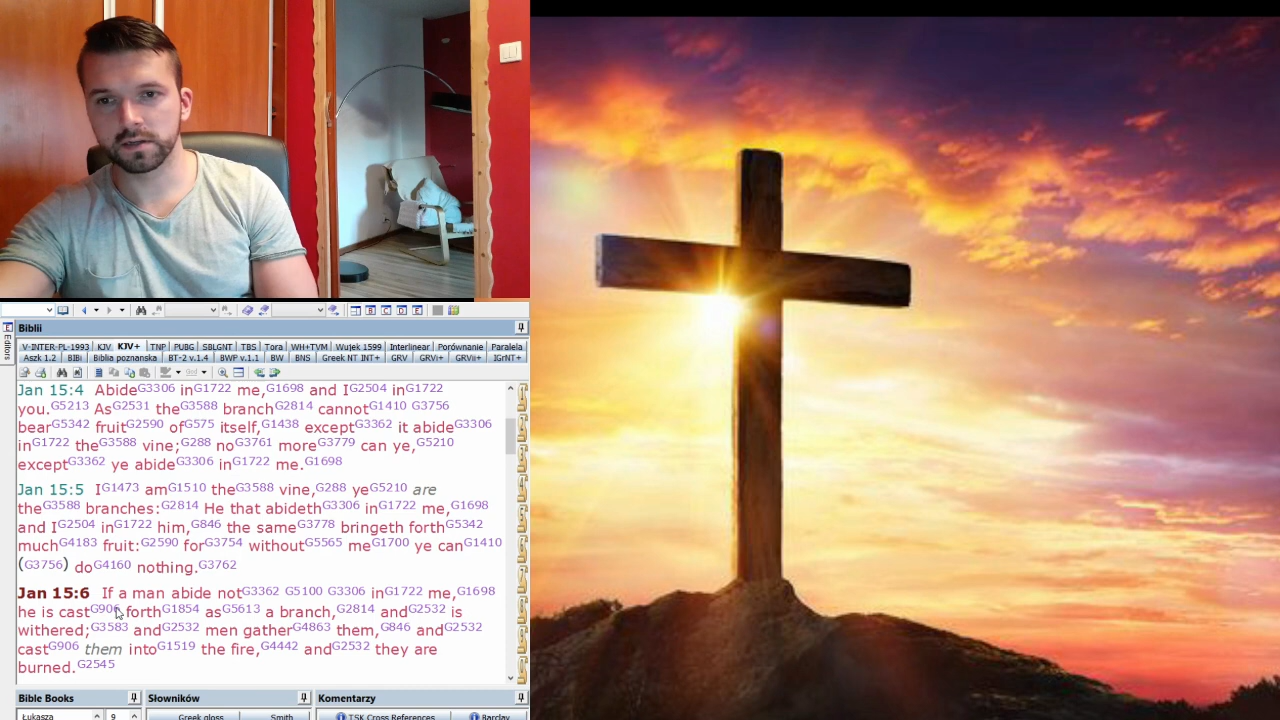 Biblii
Editors
V-INTER-PL-1993 KJV KJV+ TNP PUBG SBLGNT TBS Tora WH+TVM Wujek 1599 Interlinear Porównanie Paralela
Aszk 1.2 BIBi Biblia poznanska BT-2 v.1.4 BWP v.1.1 BW BNS Greek NT INT+ GRV GRVi+ GRVii+ IGrNT+
Jan 15:4 AbideG3306 inG1722 me,G1698 and IG2504 inG1722
you.G5213 AsG2531 theG3588 branchG2814 cannotG1410 G3756
bearG5342 fruitG2590 ofG575 itself,G1438 exceptG3362 it abideG3306
inG1722 theG3588 vine;G288 noG3761 moreG3779 can ye,G5210
exceptG3362 ye abideG3306 inG1722 me.G1698
Jan 15:5 IG1473 amG1510 theG3588 vine,G288 yeG5210 are
theG3588 branches:G2814 He that abidethG3306 inG1722 me,G1698
and IG2504 inG1722 him,G846 the sameG3778 bringeth forthG5342
muchG4183 fruit:G2590 forG3754 withoutG5565 meG1700 ye canG1410
(G3756) doG4160 nothing.G3762
Jan 15:6 If a man abide notG3362 G5100 G3306 inG1722 me,G1698
he is castG906 forthG1854 asG5613 a branch,G2814 andG2532 is
withered;G3583 andG2532 men gatherG4863 them,G846 andG2532
castG906 them intoG1519 the fire,G4442 andG2532 they are
burned.G2545
Bible Books Słowników Komentarzy
Łukasza 9 Greek gloss Smith TSK Cross References Barclay